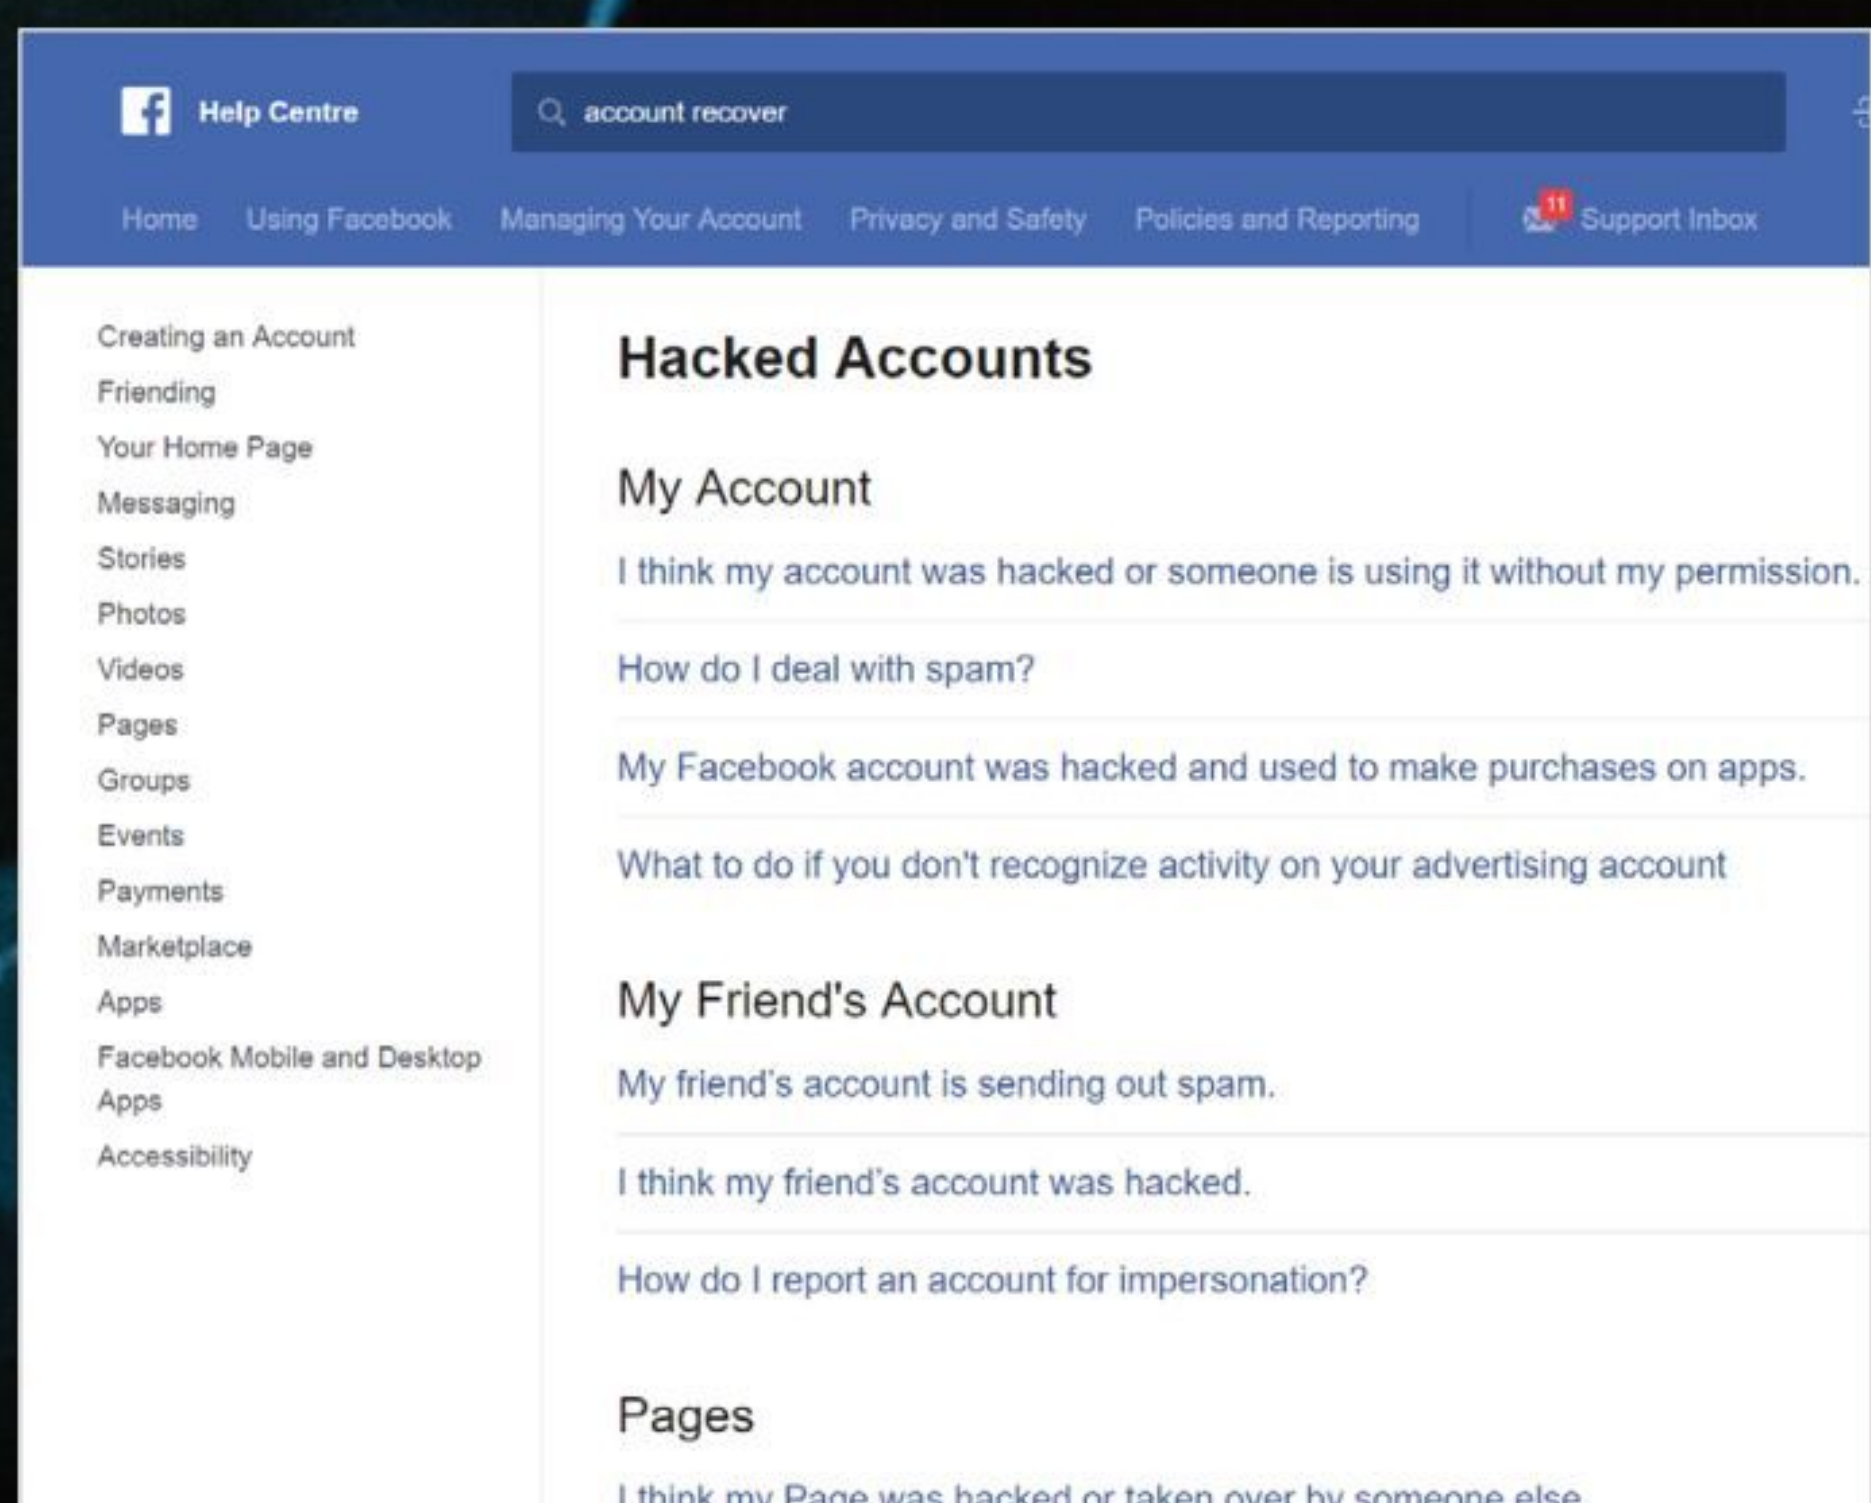 Help Centre
account recover
Home Using Facebook Managing Your Account Privacy and Safety Policies and Reporting 11 Support Inbox
Creating an Account
Friending
Your Home Page
Messaging
Stories
Photos
Videos
Pages
Groups
Events
Payments
Marketplace
Apps
Facebook Mobile and Desktop
Apps
Accessibility
Hacked Accounts
My Account
I think my account was hacked or someone is using it without my permission.
How do I deal with spam?
My Facebook account was hacked and used to make purchases on apps.
What to do if you don't recognize activity on your advertising account
My Friend's Account
My friend's account is sending out spam.
I think my friend's account was hacked.
How do I report an account for impersonation?
Pages
I think my Page was hacked or taken over by someone else.